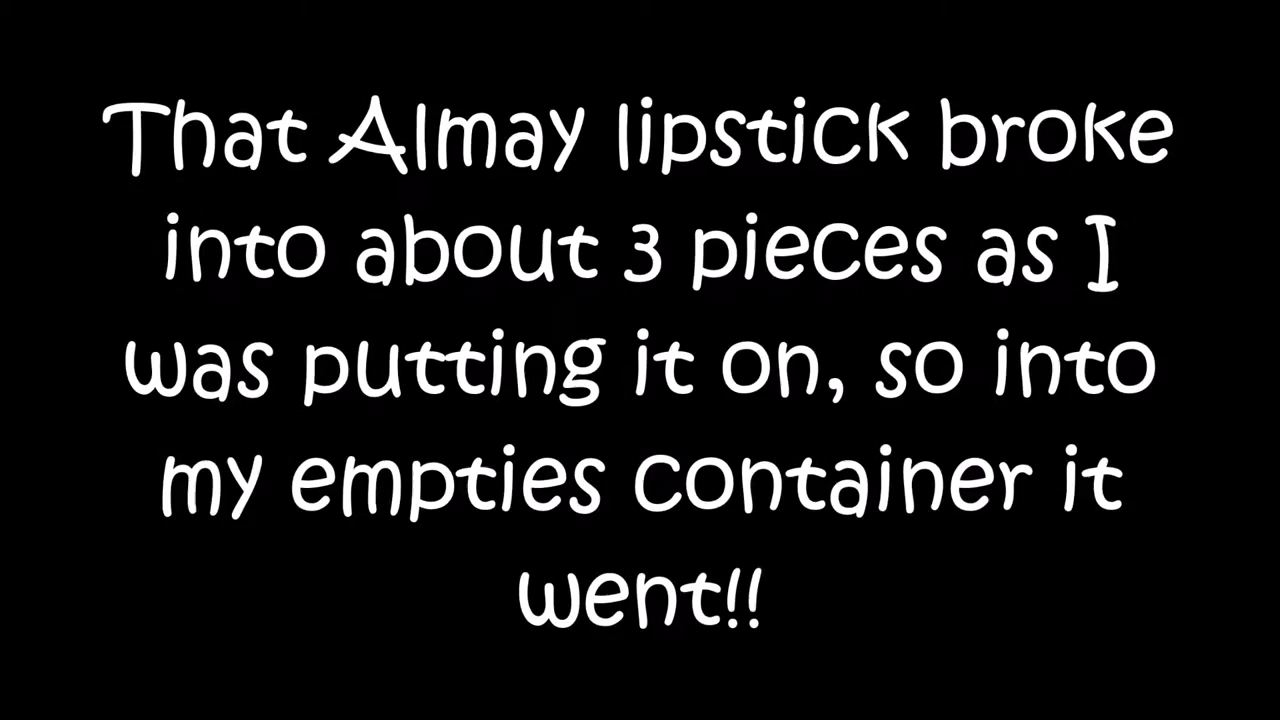 That Almay lipstick broke
into about 3 pieces as I
was putting it on, so into
my empties container it
went!!